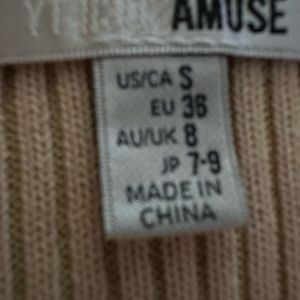 AMUSE
US/CA S
EU 36
AU/UK 8
JP 7-9
MADE IN
CHINA